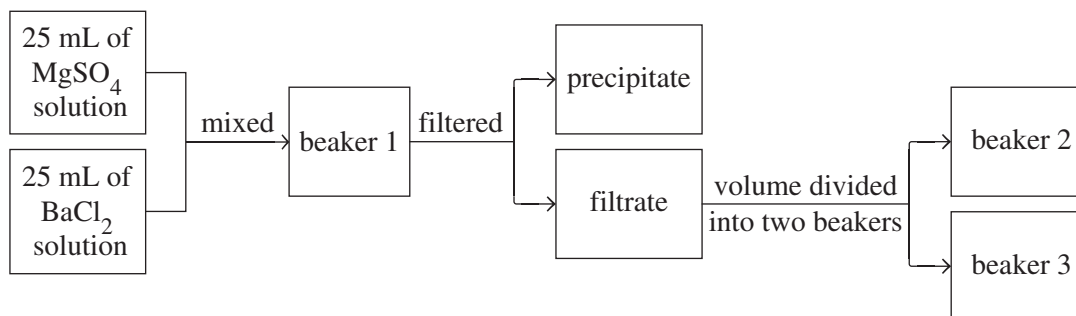 25 mL of
MgSO₄
solution
25 mL of
BaCl₂
solution
mixed
beaker 1
filtered
precipitate
filtrate
volume divided
into two beakers
beaker 2
beaker 3